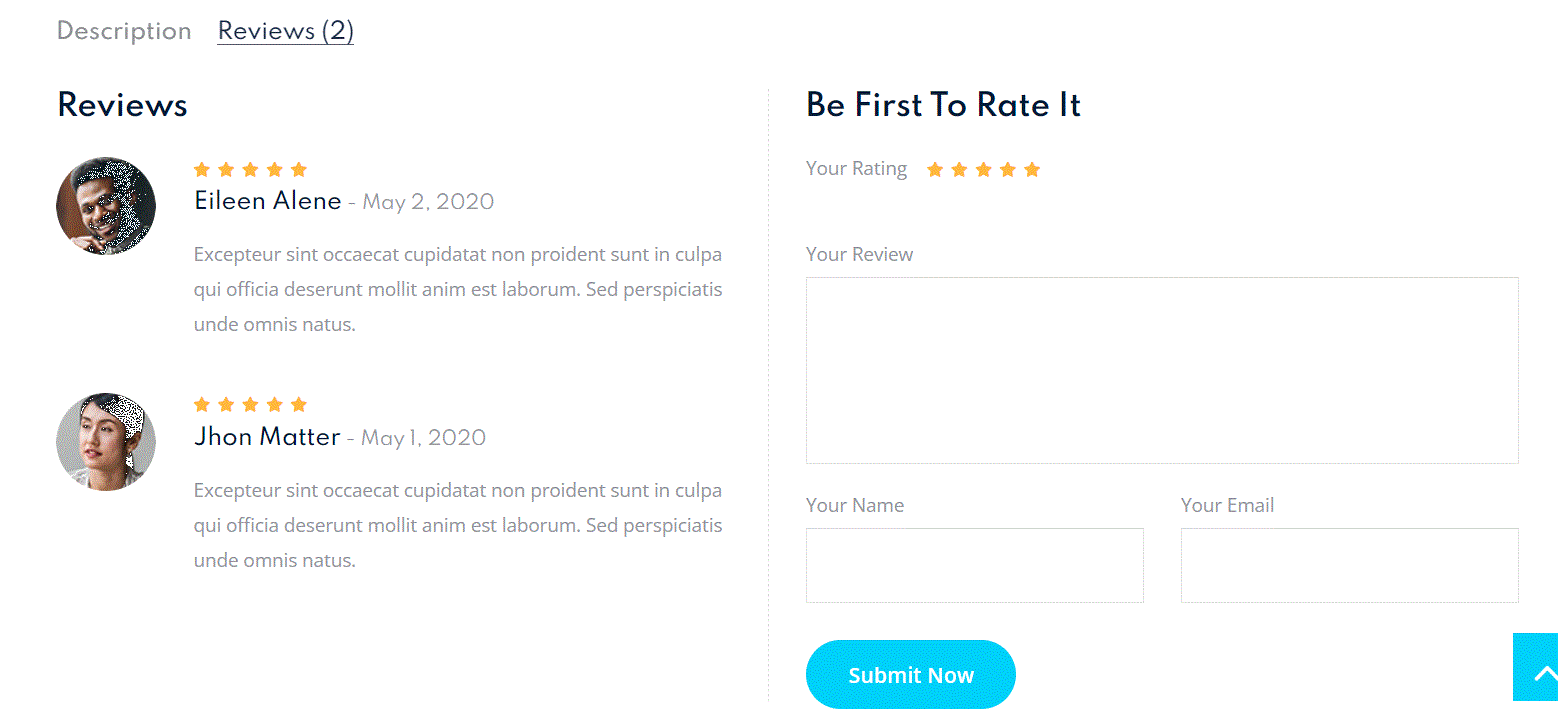 Description Reviews (2)
Reviews
Eileen Alene - May 2, 2020
Excepteur sint occaecat cupidatat non proident sunt in culpa
qui officia deserunt mollit anim est laborum. Sed perspiciatis
unde omnis natus.
Jhon Matter - May 1, 2020
Excepteur sint occaecat cupidatat non proident sunt in culpa
qui officia deserunt mollit anim est laborum. Sed perspiciatis
unde omnis natus.
Be First To Rate It
Your Rating
Your Review
Your Name Your Email
Submit Now